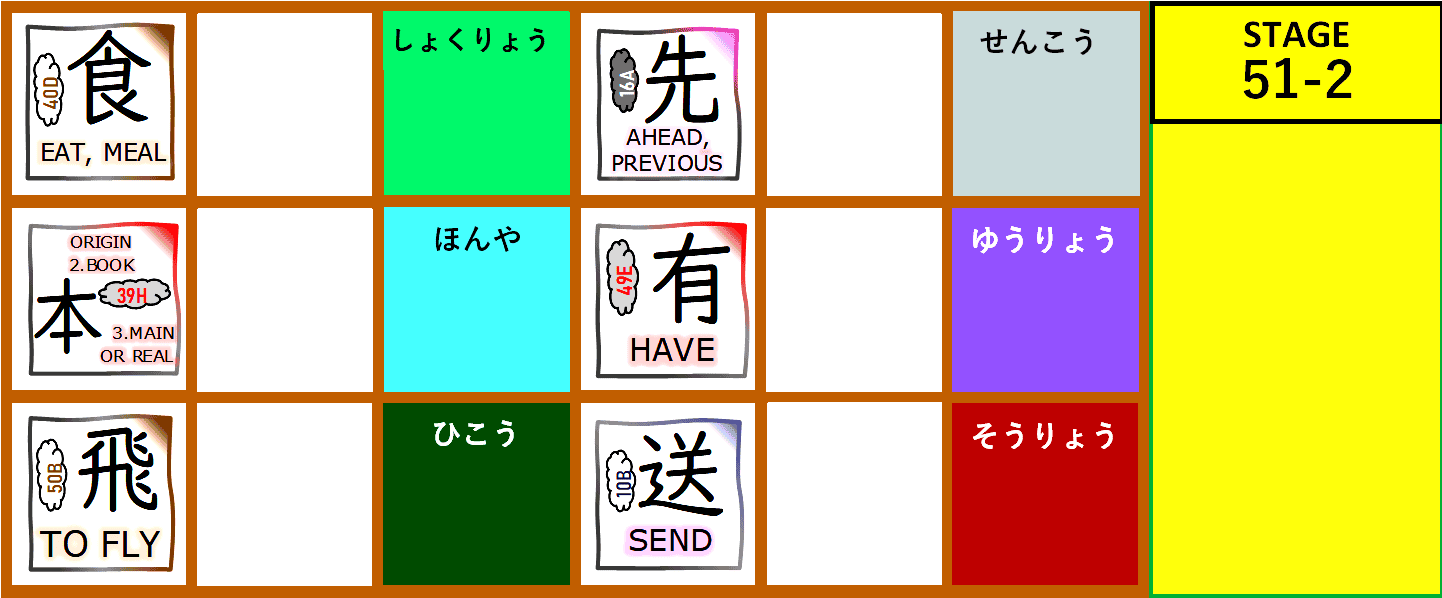 食
40D
EAT, MEAL
しょくりょう
先
16A
AHEAD,
PREVIOUS
せんこう
STAGE
51-2
ORIGIN
2.BOOK
本
39H
3.MAIN
OR REAL
ほんや
有
49E
HAVE
ゆうりょう
飛
50B
TO FLY
ひこう
送
10B
SEND
そうりょう